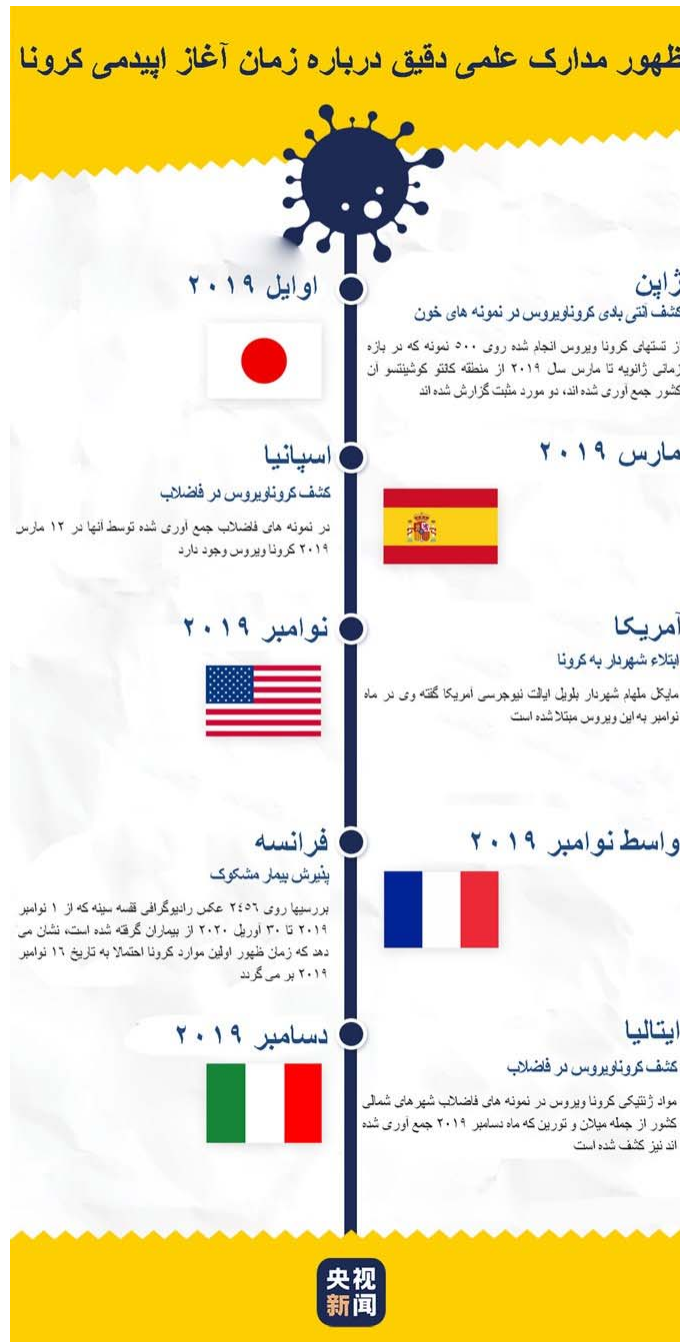 ظهور مدارک علمی دقیق درباره زمان آغاز اپیدمی کرونا
ژاپن
اوایل ۲۰۱۹
کشف آنتی بادی کروناویروس در نمونه های خون
از تستهای کرونا ویروس انجام شده روی ۵۰۰ نمونه که در بازه
زمانی ژانویه تا مارس سال ۲۰۱۹ از منطقه کانتو کوشینتسو آن
کشور جمع آوری شده اند، دو مورد مثبت گزارش شده اند
مارس ۲۰۱۹
اسپانیا
کشف کروناویروس در فاضلاب
در نمونه های فاضلاب جمع آوری شده توسط آنها در ۱۲ مارس
۲۰۱۹ کرونا ویروس وجود دارد
آمریکا
نوامبر ۲۰۱۹
ابتلاء شهردار به کرونا
مایکل ملهام شهردار بلویل ایالت نیوجرسی آمریکا گفته وی در ماه
نوامبر به این ویروس مبتلا شده است
واسط نوامبر ۲۰۱۹
فرانسه
پذیرش بیمار مشکوک
بررسیها روی ۲٤٥٦ عکس رادیوگرافی قفسه سینه که از ۱ نوامبر
۲۰۱۹ تا ۳۰ آوریل ۲۰۲۰ از بیماران گرفته شده است، نشان می
دهد که زمان ظهور اولین موارد کرونا احتمالا به تاریخ ۱٦ نوامبر
۲۰۱۹ بر می گردد
ایتالیا
دسامبر ۲۰۱۹
کشف کروناویروس در فاضلاب
مواد ژنتیکی کرونا ویروس در نمونه های فاضلاب شهرهای شمالی
کشور از جمله میلان و تورین که ماه دسامبر ۲۰۱۹ جمع آوری شده
اند نیز کشف شده است
央视
新闻